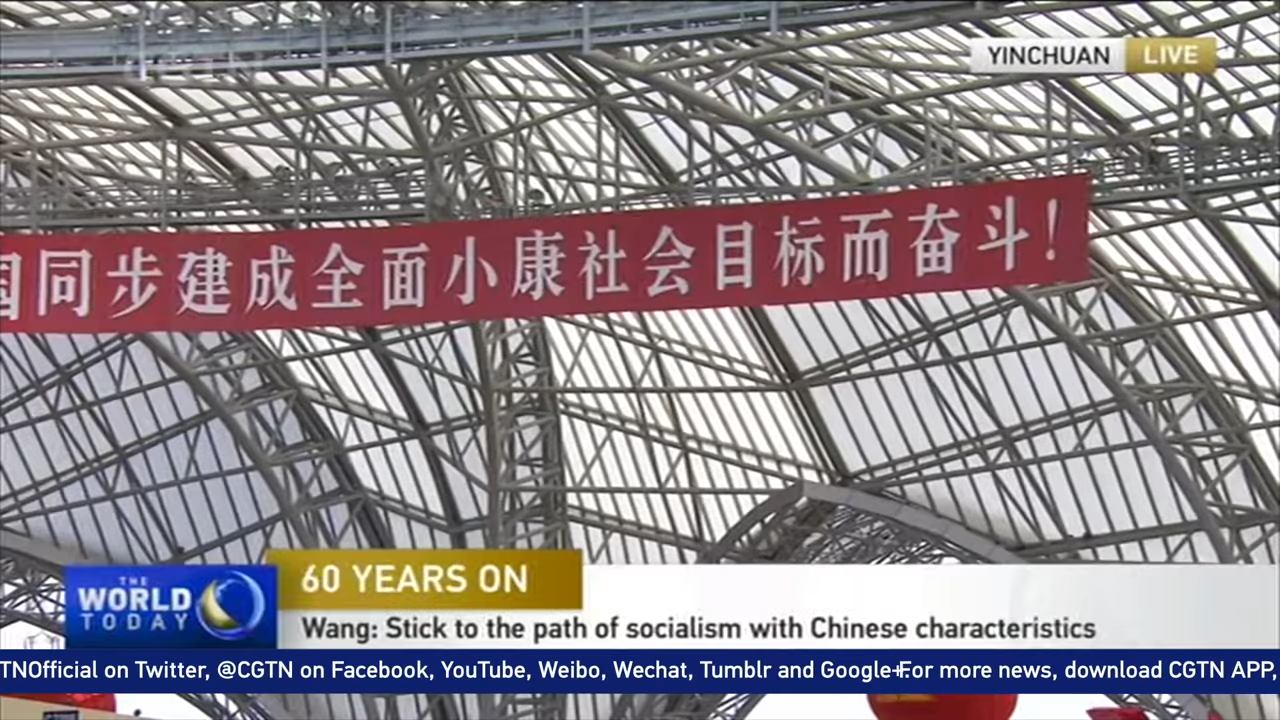 YINCHUAN LIVE
国同步建成全面小康社会目标而奋斗！
60 YEARS ON
THE
WORLD
TODAY
Wang: Stick to the path of socialism with Chinese characteristics
TNOfficial on Twitter, @CGTN on Facebook, YouTube, Weibo, Wechat, Tumblr and Google+For more news, download CGTN APP,